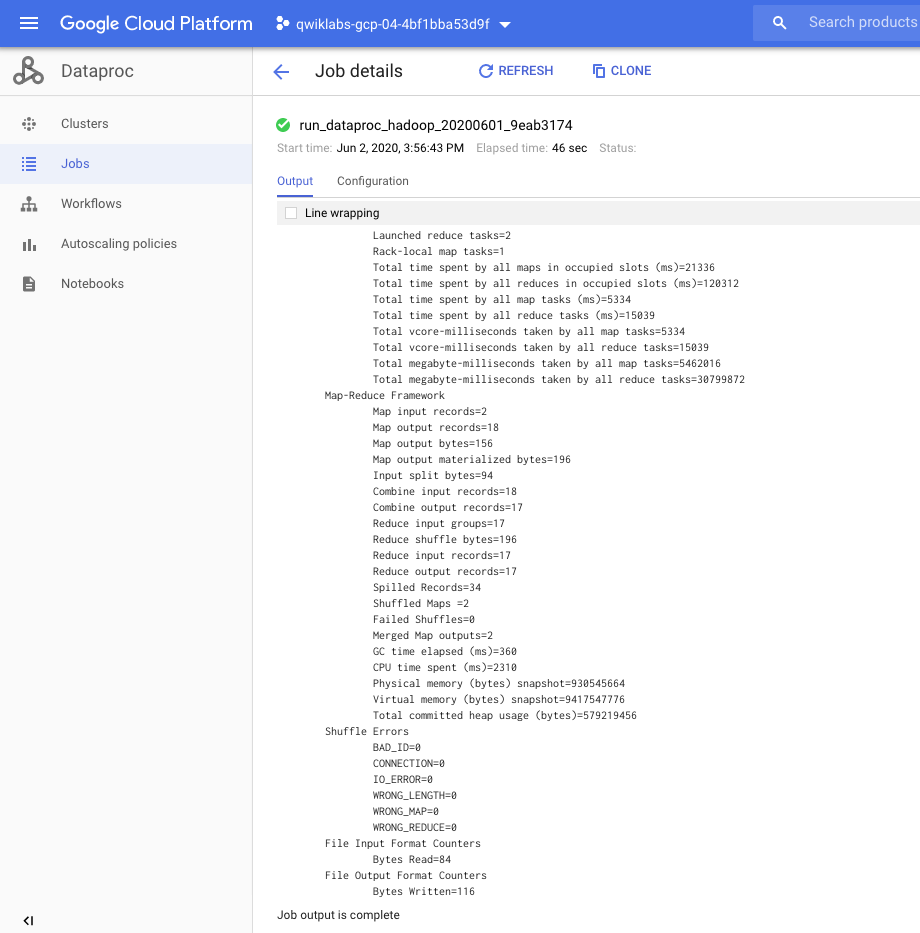 Google Cloud Platform
qwiklabs-gcp-04-4bf1bba53d9f
Search products
Dataproc
Job details
REFRESH
CLONE
Clusters
Jobs
Workflows
Autoscaling policies
Notebooks
run_dataproc_hadoop_20200601_9eab3174
Start time: Jun 2, 2020, 3:56:43 PM Elapsed time: 46 sec Status:
Output Configuration
Line wrapping
Launched reduce tasks=2
Rack-local map tasks=1
Total time spent by all maps in occupied slots (ms)=21336
Total time spent by all reduces in occupied slots (ms)=120312
Total time spent by all map tasks (ms)=5334
Total time spent by all reduce tasks (ms)=15039
Total vcore-milliseconds taken by all map tasks=5334
Total vcore-milliseconds taken by all reduce tasks=15039
Total megabyte-milliseconds taken by all map tasks=5462016
Total megabyte-milliseconds taken by all reduce tasks=30799872
Map-Reduce Framework
Map input records=2
Map output records=18
Map output bytes=156
Map output materialized bytes=196
Input split bytes=94
Combine input records=18
Combine output records=17
Reduce input groups=17
Reduce shuffle bytes=196
Reduce input records=17
Reduce output records=17
Spilled Records=34
Shuffled Maps =2
Failed Shuffles=0
Merged Map outputs=2
GC time elapsed (ms)=360
CPU time spent (ms)=2310
Physical memory (bytes) snapshot=930545664
Virtual memory (bytes) snapshot=9417547776
Total committed heap usage (bytes)=579219456
Shuffle Errors
BAD_ID=0
CONNECTION=0
IO_ERROR=0
WRONG_LENGTH=0
WRONG_MAP=0
WRONG_REDUCE=0
File Input Format Counters
Bytes Read=84
File Output Format Counters
Bytes Written=116
Job output is complete